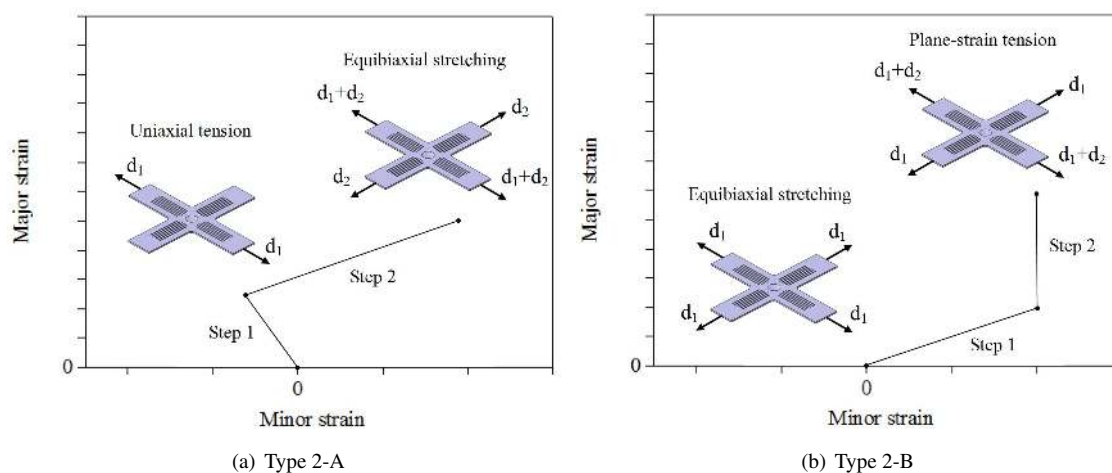 Equibiaxial stretching
d1+d2
d2
Uniaxial tension
d1
d2
d1+d2
d1
Step 2
Step 1
Major strain
0
0
Minor strain
(a) Type 2-A
Plane-strain tension
d1+d2
d1
d1
d1+d2
Equibiaxial stretching
d1
d1
d1
d1
Step 2
Step 1
Major strain
0
0
Minor strain
(b) Type 2-B